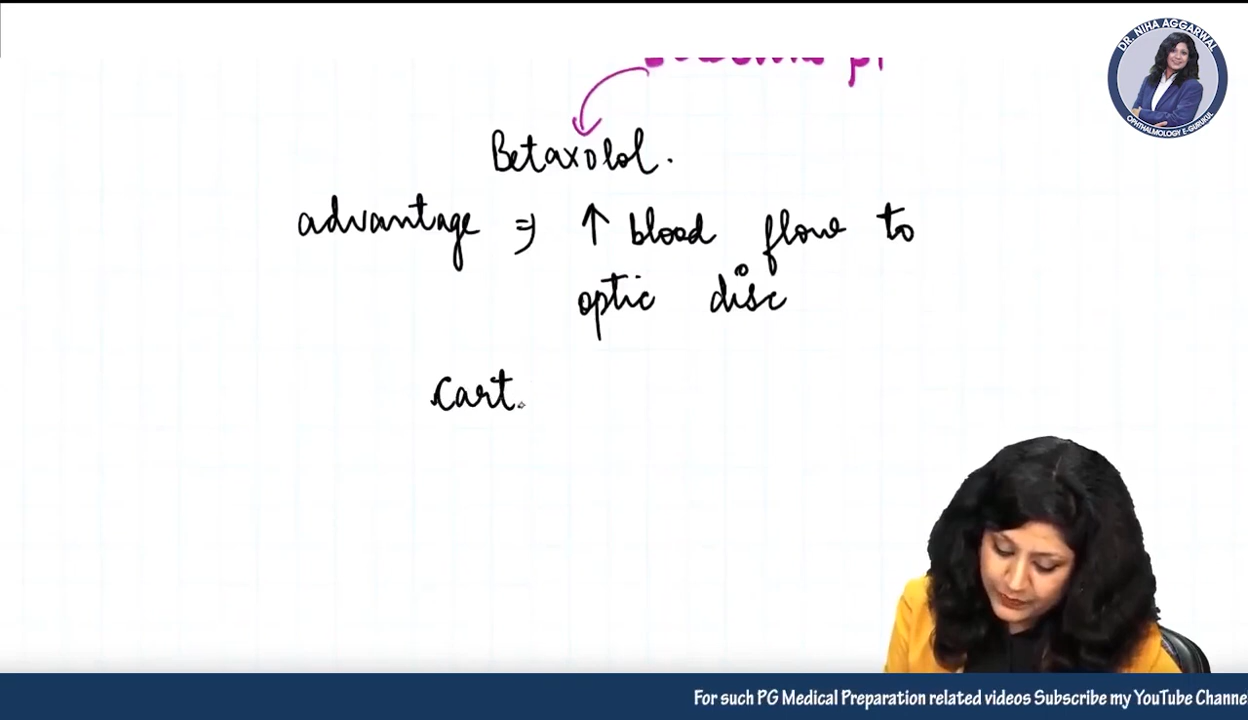 DR. NIHA AGGARWAL
OPHTHALMOLOGY E-GURUKUL
Betaxolol.
advantage ⇒ ↑ blood flow to
optic disc
Cart.
For such PG Medical Preparation related videos Subscribe my YouTube Channe